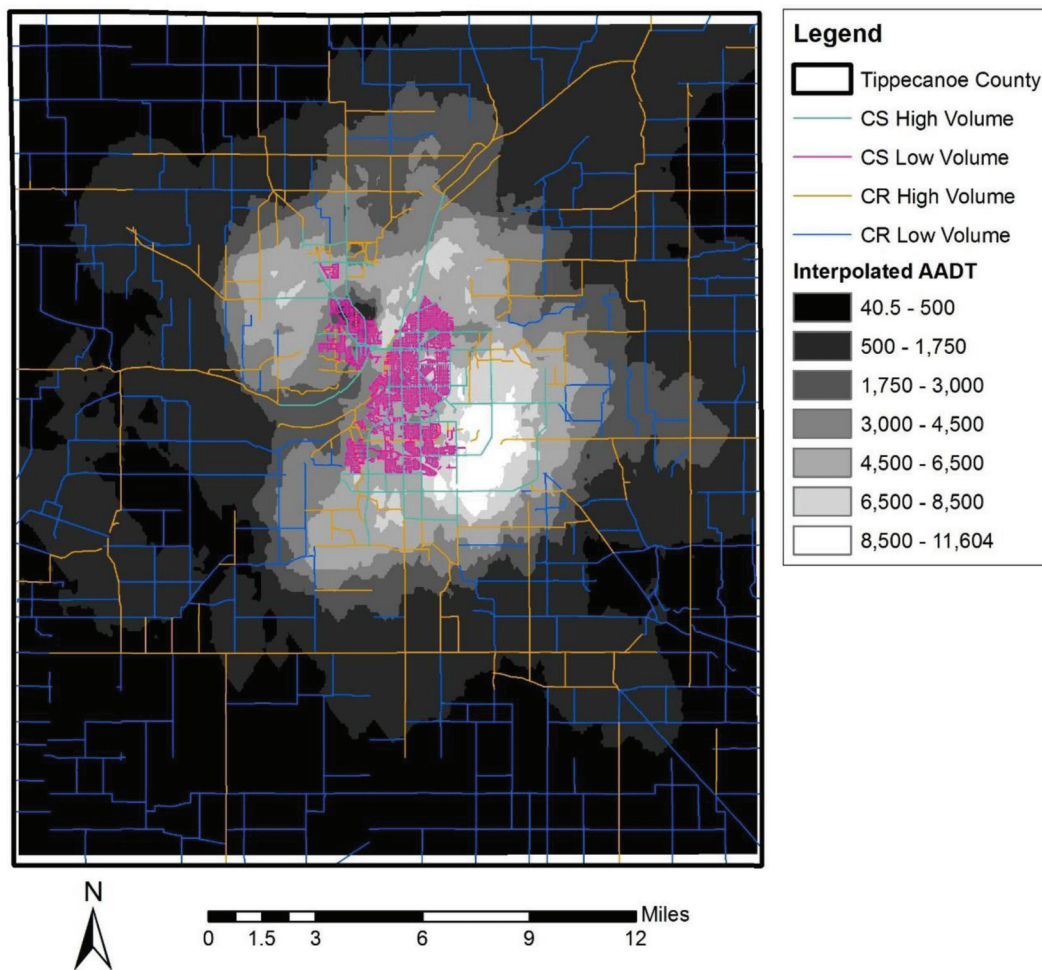 Legend
Tippecanoe County
CS High Volume
CS Low Volume
CR High Volume
CR Low Volume
Interpolated AADT
40.5 - 500
500 - 1,750
1,750 - 3,000
3,000 - 4,500
4,500 - 6,500
6,500 - 8,500
8,500 - 11,604
N
Miles
0 1.5 3 6 9 12